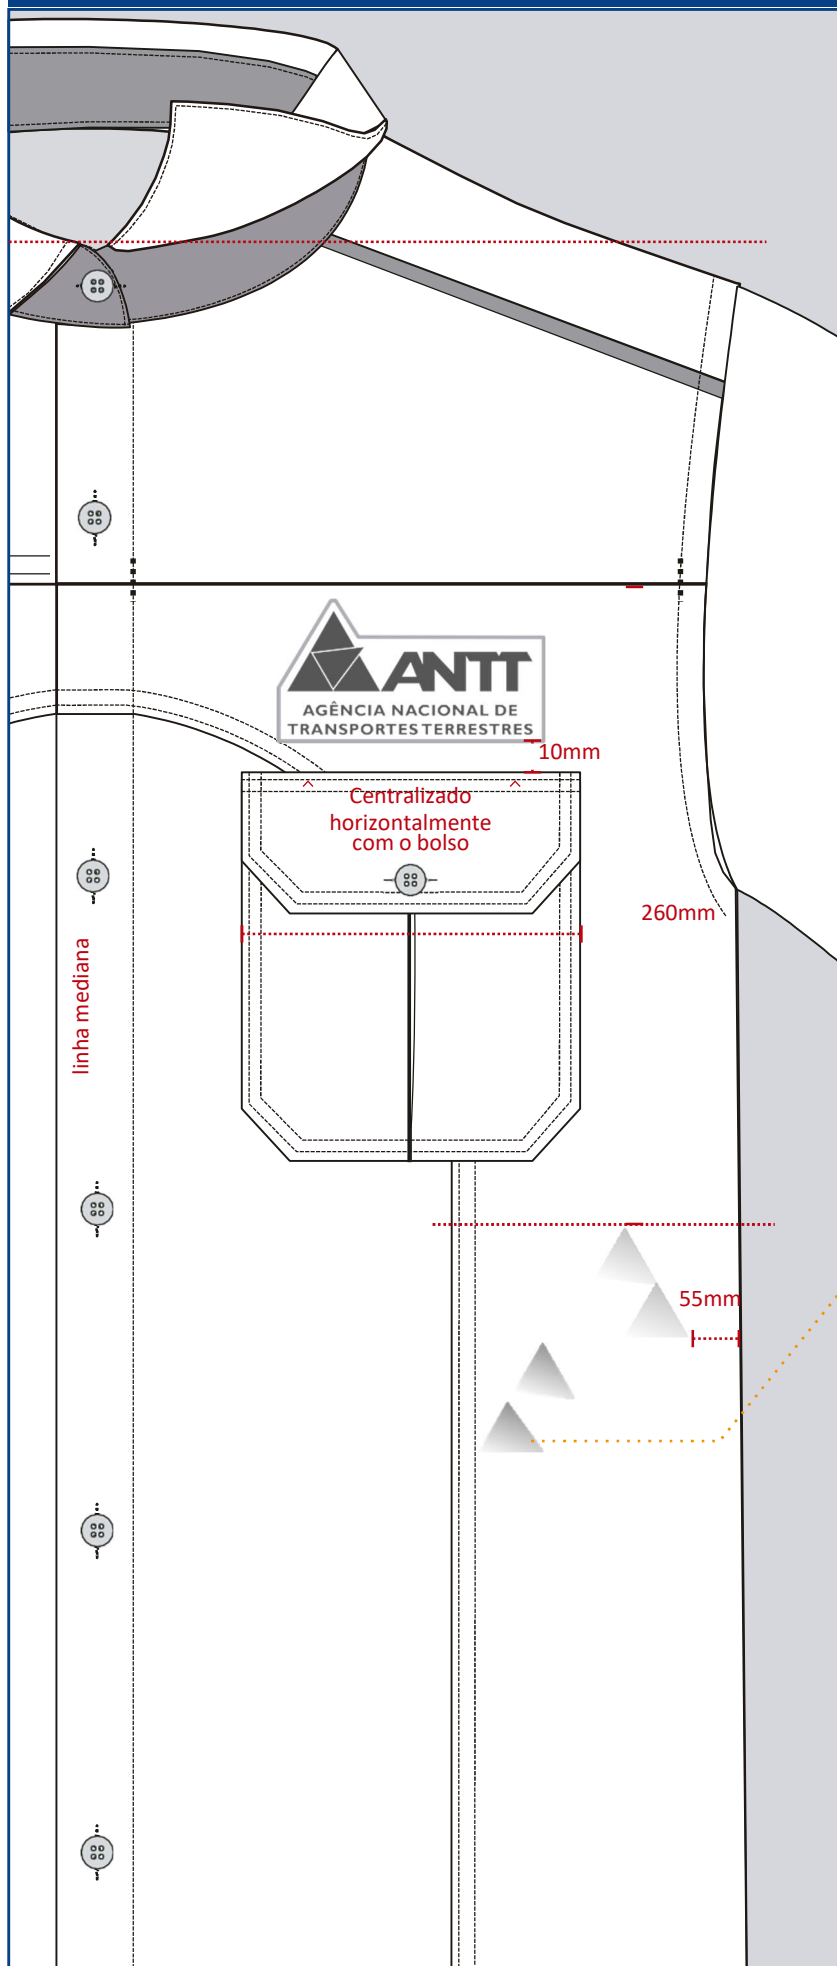 ANTT
AGÊNCIA NACIONAL DE
TRANSPORTES TERRESTRES
10mm
Centralizado
horizontalmente
com o bolso
260mm
linha mediana
55mm